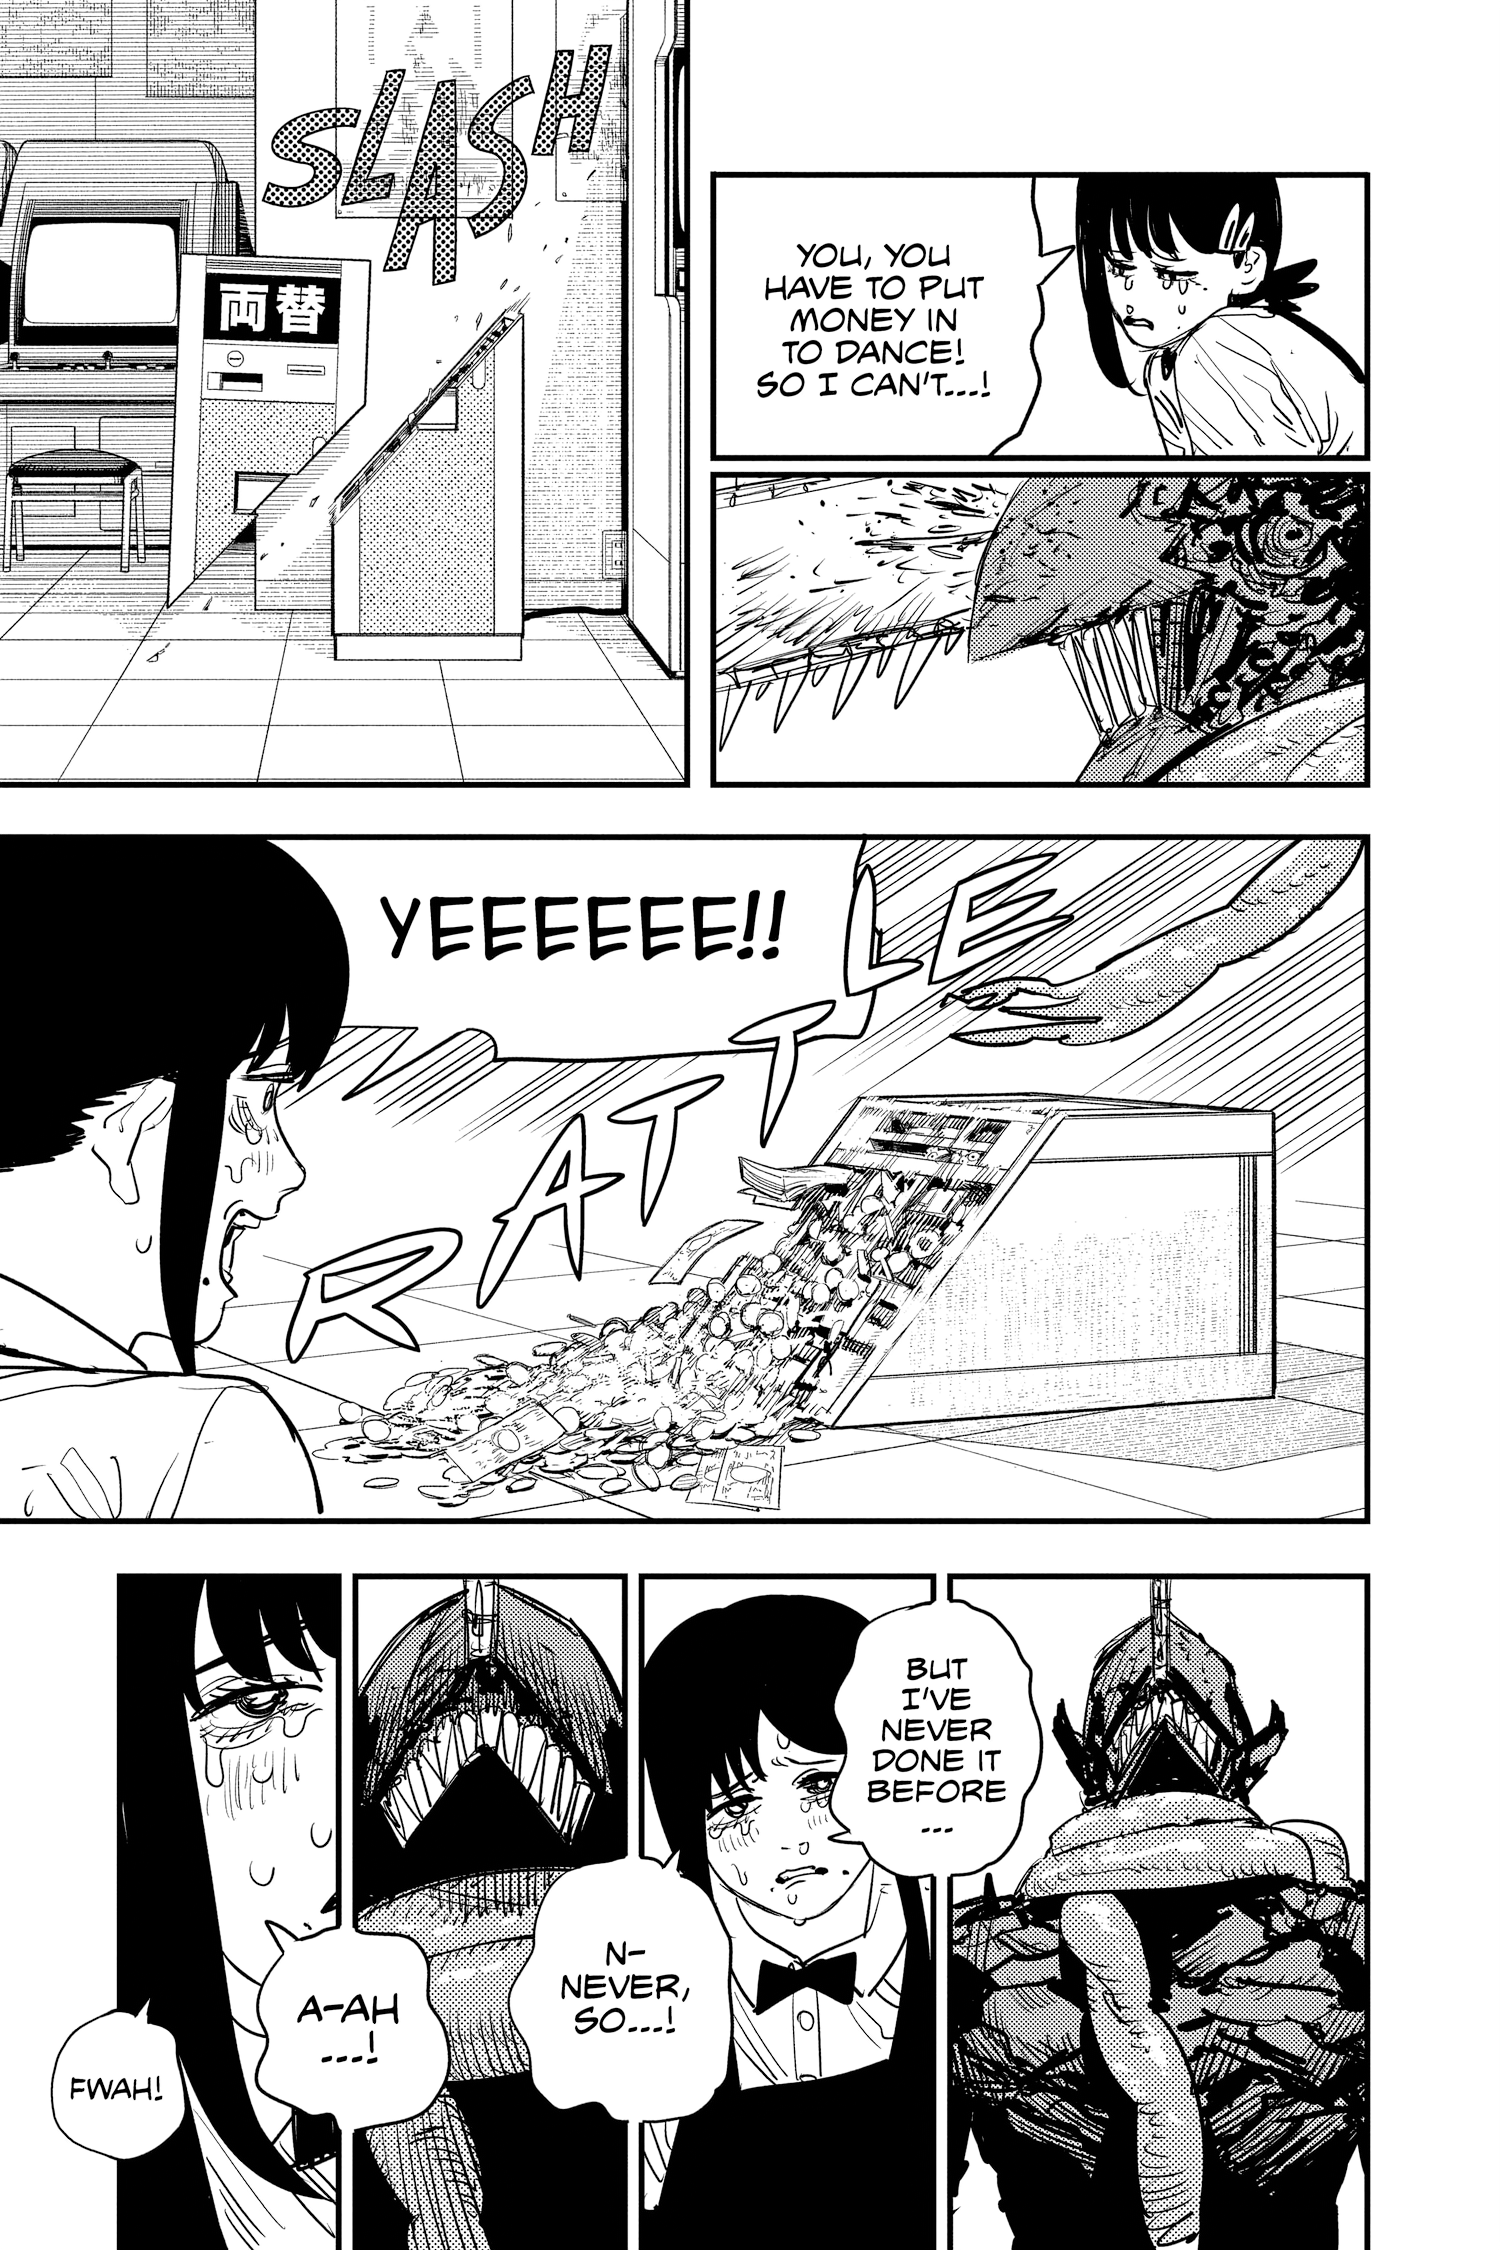 YOU, YOU
HAVE TO PUT
MONEY IN
TO DANCE!
SO I CAN'T...!
SLASH
両替
YEEEEEEE!!
RATTTLE
BUT
I'VE
NEVER
DONE IT
BEFORE
...
N-
NEVER,
SO...!
A-AH
...!
FWAH!